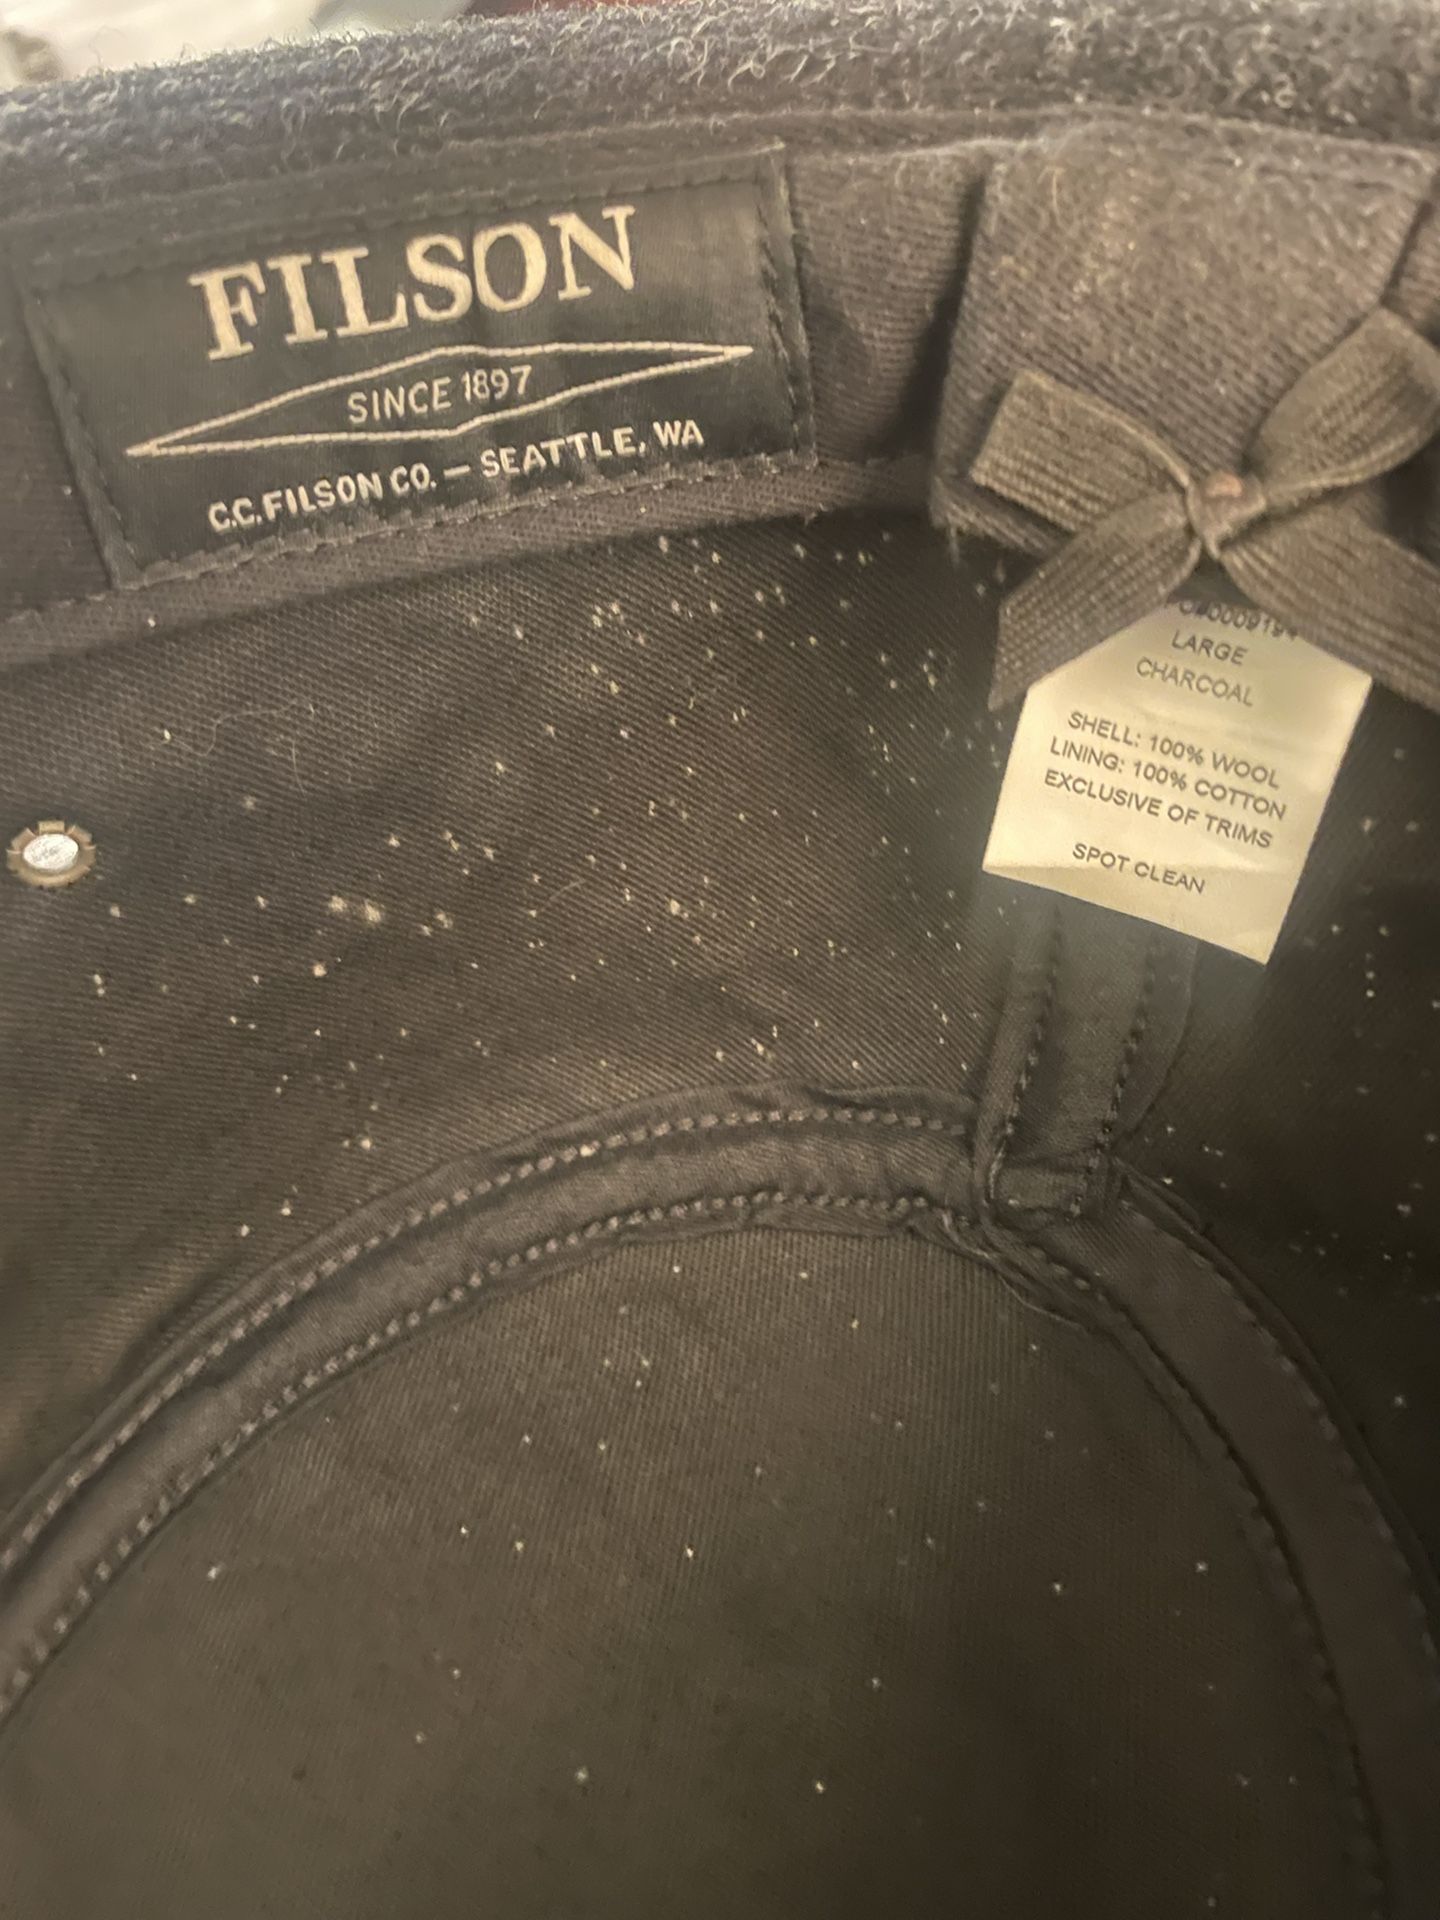 FILSON
SINCE 1897
C.C. FILSON CO. — SEATTLE, WA
LARGE
CHARCOAL
SHELL: 100% WOOL
LINING: 100% COTTON
EXCLUSIVE OF TRIMS
SPOT CLEAN